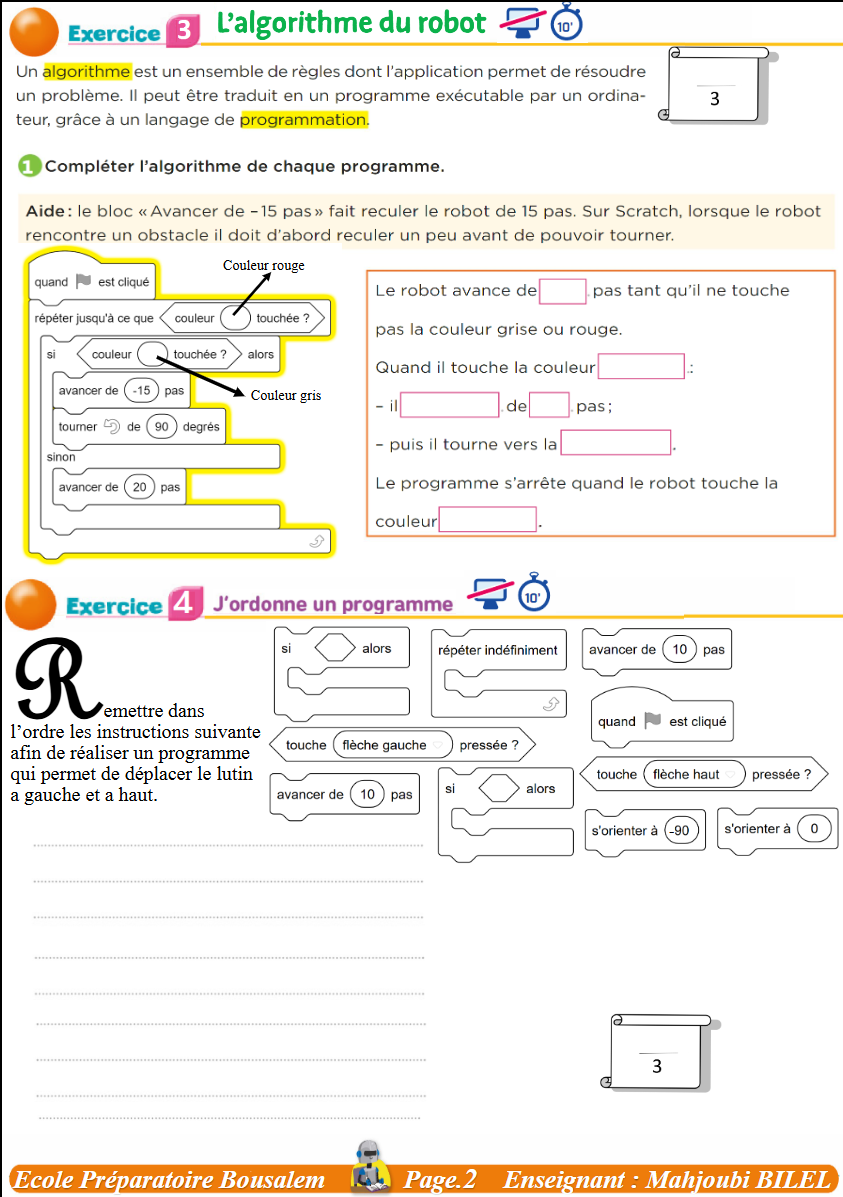 Exercice 3 L'algorithme du robot 10'
Un algorithme est un ensemble de règles dont l'application permet de résoudre
un problème. Il peut être traduit en un programme exécutable par un ordina-
teur, grâce à un langage de programmation.
3
1 Compléter l'algorithme de chaque programme.
Aide : le bloc « Avancer de –15 pas » fait reculer le robot de 15 pas. Sur Scratch, lorsque le robot
rencontre un obstacle il doit d'abord reculer un peu avant de pouvoir tourner.
Couleur rouge
quand est cliqué
répéter jusqu'à ce que couleur touchée ?
si couleur touchée ? alors
avancer de -15 pas
Couleur gris
tourner de 90 degrés
sinon
avancer de 20 pas
Le robot avance de pas tant qu'il ne touche
pas la couleur grise ou rouge.
Quand il touche la couleur :
– il de pas ;
– puis il tourne vers la .
Le programme s'arrête quand le robot touche la
couleur .
Exercice 4 J'ordonne un programme 10'
Remettre dans
l'ordre les instructions suivante
afin de réaliser un programme
qui permet de déplacer le lutin
a gauche et a haut.
si alors
répéter indéfiniment
avancer de 10 pas
quand est cliqué
touche flèche gauche pressée ?
touche flèche haut pressée ?
avancer de 10 pas
si alors
s'orienter à -90
s'orienter à 0
3
Ecole Préparatoire Bousalem Page.2 Enseignant : Mahjoubi BILEL